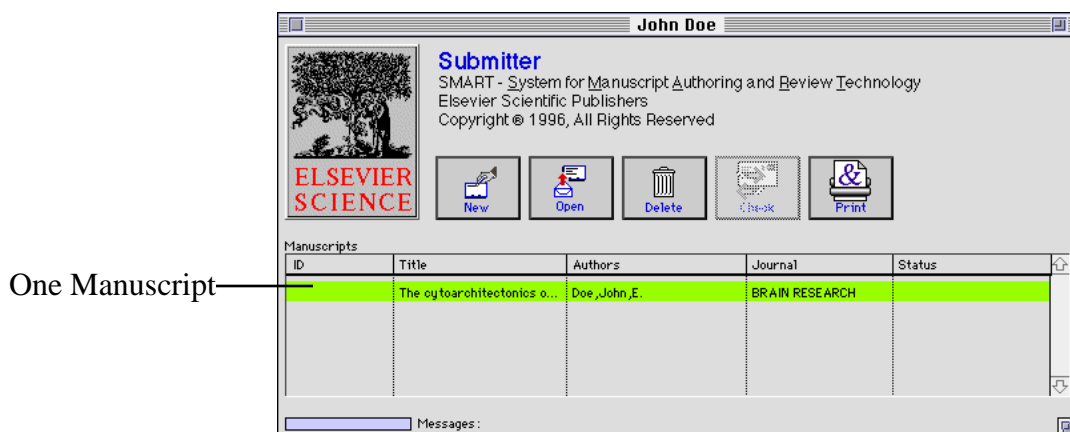 John Doe
Submitter
SMART - System for Manuscript Authoring and Review Technology
Elsevier Scientific Publishers
Copyright © 1996, All Rights Reserved
ELSEVIER
SCIENCE
New Open Delete Check & Print
Manuscripts
ID Title Authors Journal Status
One Manuscript
The cytoarchitectonics o... Doe,John,E. BRAIN RESEARCH
Messages: